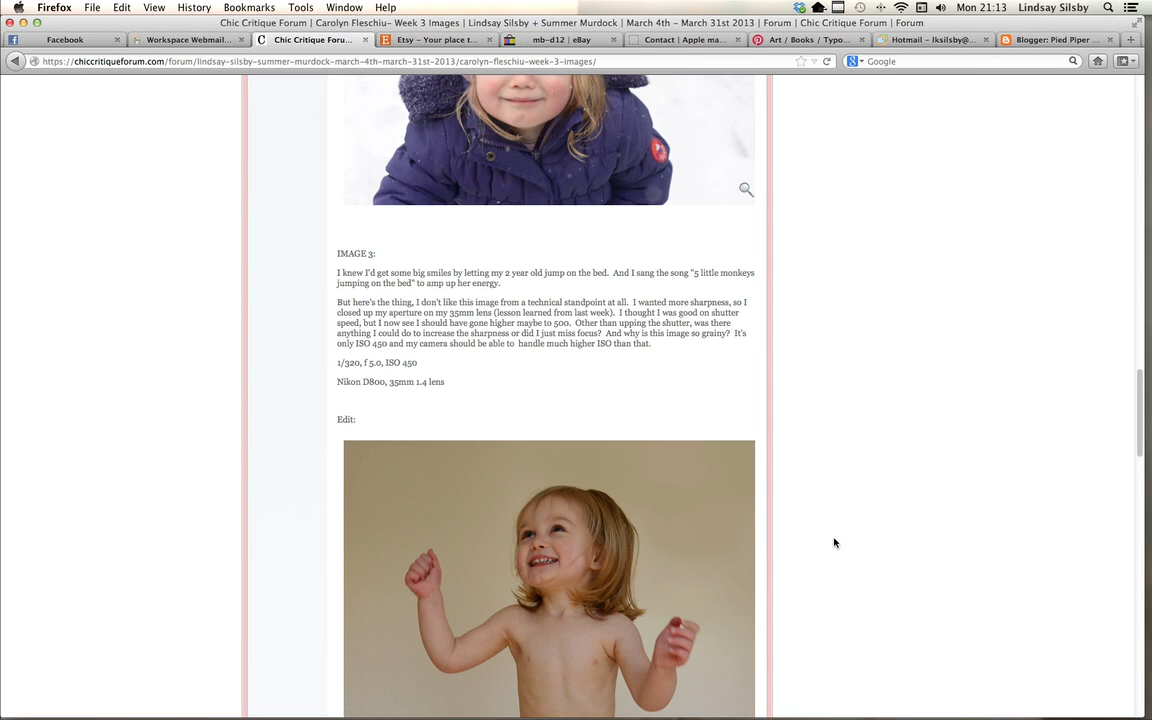 Firefox File Edit View History Bookmarks Tools Window Help Mon 21:13 Lindsay Silsby
Chic Critique Forum | Carolyn Fleschiu- Week 3 Images | Lindsay Silsby + Summer Murdock | March 4th – March 31st 2013 | Forum | Chic Critique Forum | Forum
Facebook Workspace Webmail... Chic Critique Foru... Etsy – Your place t... mb-d12 | eBay Contact | Apple ma... Art / Books / Typo... Hotmail – lksilsby@... Blogger: Pied Piper ...
https://chiccritiqueforum.com/forum/lindsay-silsby-summer-murdock-march-4th-march-31st-2013/carolyn-fleschiu-week-3-images/ Google
IMAGE 3:
I knew I'd get some big smiles by letting my 2 year old jump on the bed. And I sang the song "5 little monkeys
jumping on the bed" to amp up her energy.
But here's the thing, I don't like this image from a technical standpoint at all. I wanted more sharpness, so I
closed up my aperture on my 35mm lens (lesson learned from last week). I thought I was good on shutter
speed, but I now see I should have gone higher maybe to 500. Other than upping the shutter, was there
anything I could do to increase the sharpness or did I just miss focus? And why is this image so grainy? It's
only ISO 450 and my camera should be able to handle much higher ISO than that.
1/320, f 5.0, ISO 450
Nikon D800, 35mm 1.4 lens
Edit: